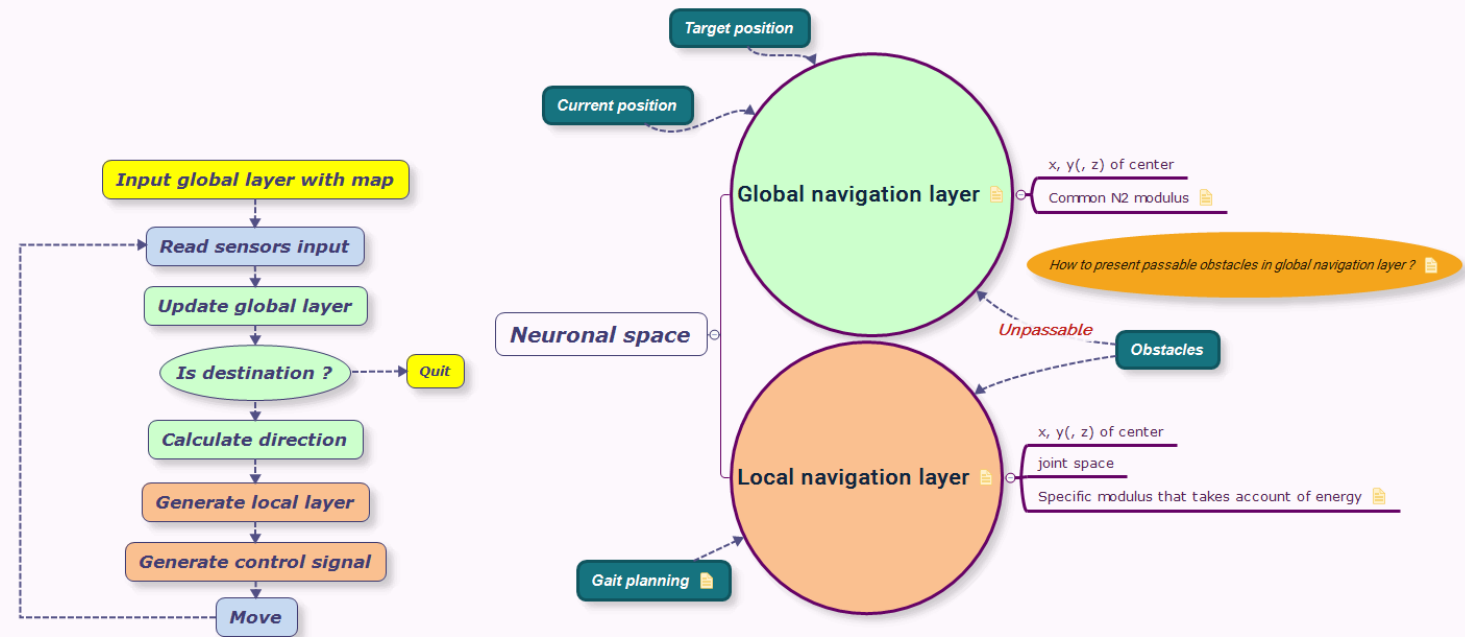 Input global layer with map
Read sensors input
Update global layer
Is destination ?
Quit
Calculate direction
Generate local layer
Generate control signal
Move
Target position
Current position
Neuronal space
Global navigation layer
x, y(, z) of center
Common N2 modulus
How to present passable obstacles in global navigation layer ?
Unpassable
Obstacles
Local navigation layer
x, y(, z) of center
joint space
Specific modulus that takes account of energy
Gait planning